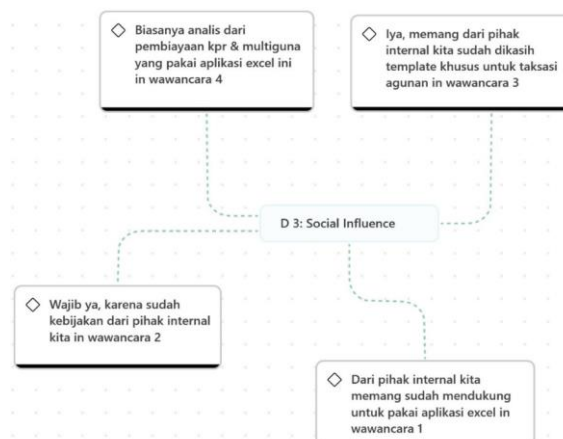 Biasanya analis dari
pembiayaan kpr & multiguna
yang pakai aplikasi excel ini
in wawancara 4
Iya, memang dari pihak
internal kita sudah dikasih
template khusus untuk taksasi
agunan in wawancara 3
D 3: Social Influence
Wajib ya, karena sudah
kebijakan dari pihak internal
kita in wawancara 2
Dari pihak internal kita
memang sudah mendukung
untuk pakai aplikasi excel in
wawancara 1